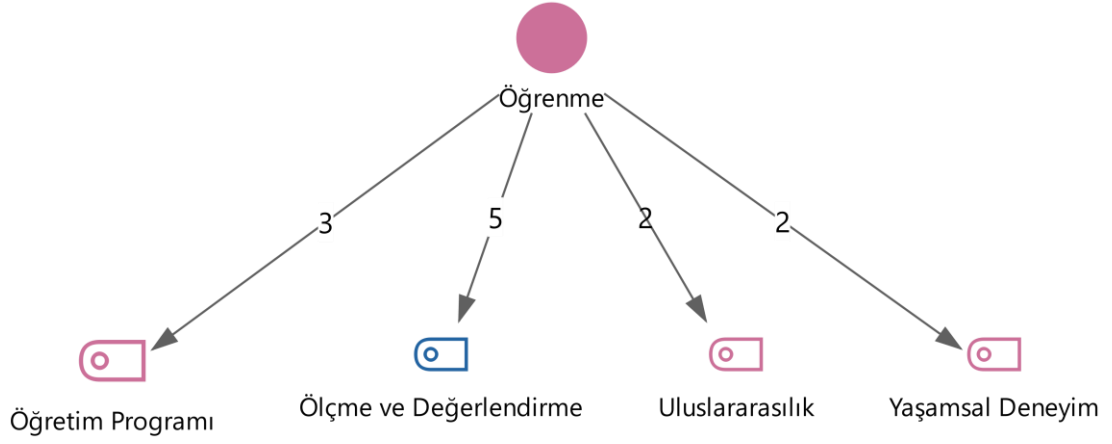 Öğrenme
3
5
2
2
Öğretim Programı
Ölçme ve Değerlendirme
Uluslararasılık
Yaşamsal Deneyim